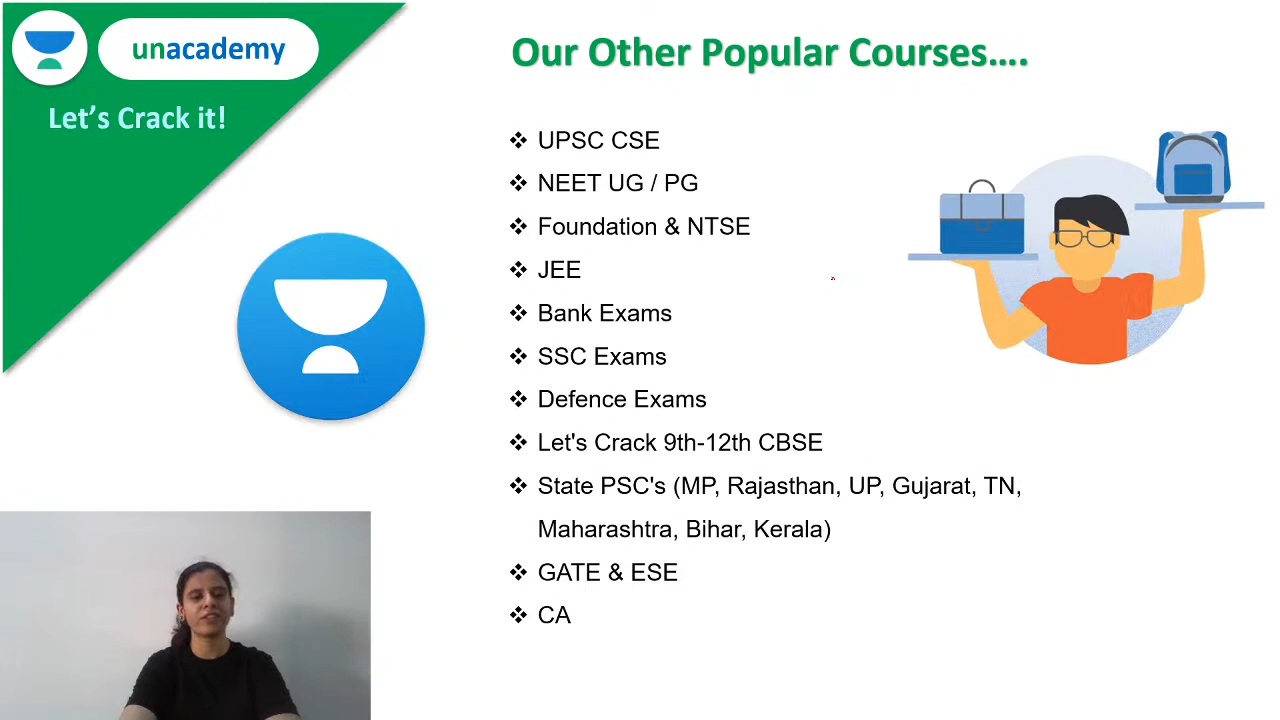 unacademy
Let’s Crack it!
Our Other Popular Courses....
❖ UPSC CSE
❖ NEET UG / PG
❖ Foundation & NTSE
❖ JEE
❖ Bank Exams
❖ SSC Exams
❖ Defence Exams
❖ Let's Crack 9th-12th CBSE
❖ State PSC's (MP, Rajasthan, UP, Gujarat, TN,
Maharashtra, Bihar, Kerala)
❖ GATE & ESE
❖ CA